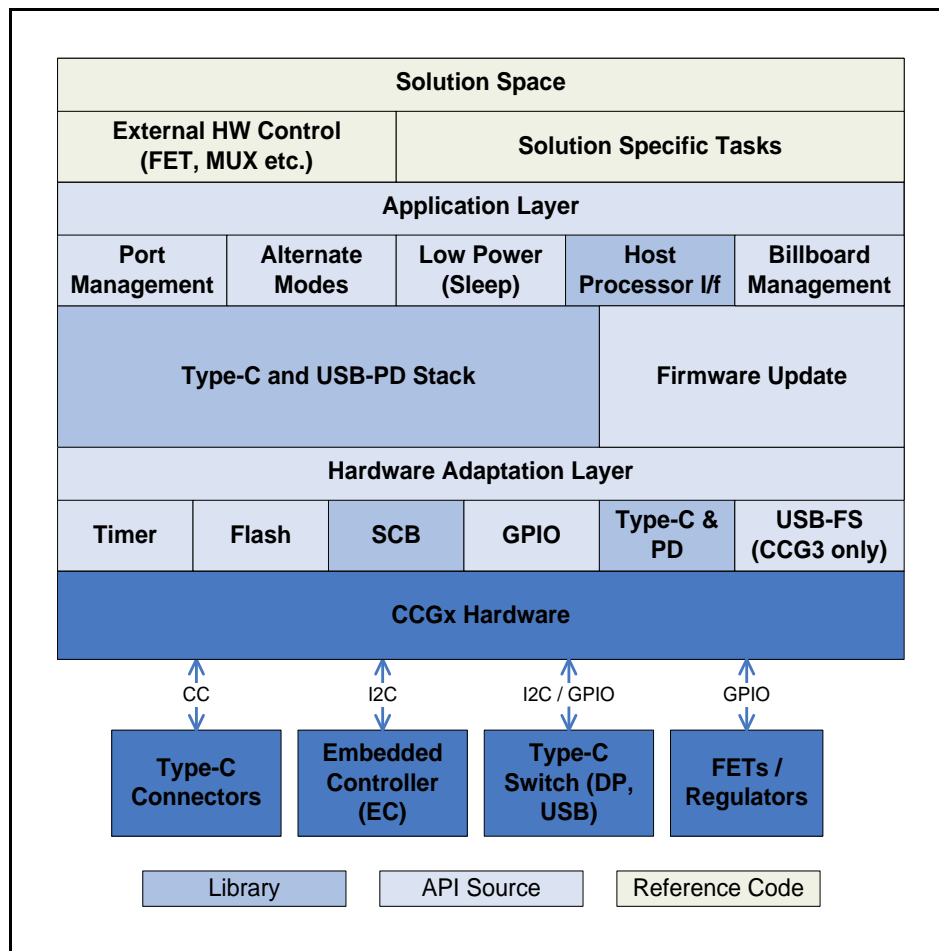 Solution Space
External HW Control
(FET, MUX etc.)
Solution Specific Tasks
Application Layer
Port
Management
Alternate
Modes
Low Power
(Sleep)
Host
Processor I/f
Billboard
Management
Type-C and USB-PD Stack
Firmware Update
Hardware Adaptation Layer
Timer
Flash
SCB
GPIO
Type-C &
PD
USB-FS
(CCG3 only)
CCGx Hardware
CC
I2C
I2C / GPIO
GPIO
Type-C
Connectors
Embedded
Controller
(EC)
Type-C
Switch (DP,
USB)
FETs /
Regulators
Library
API Source
Reference Code